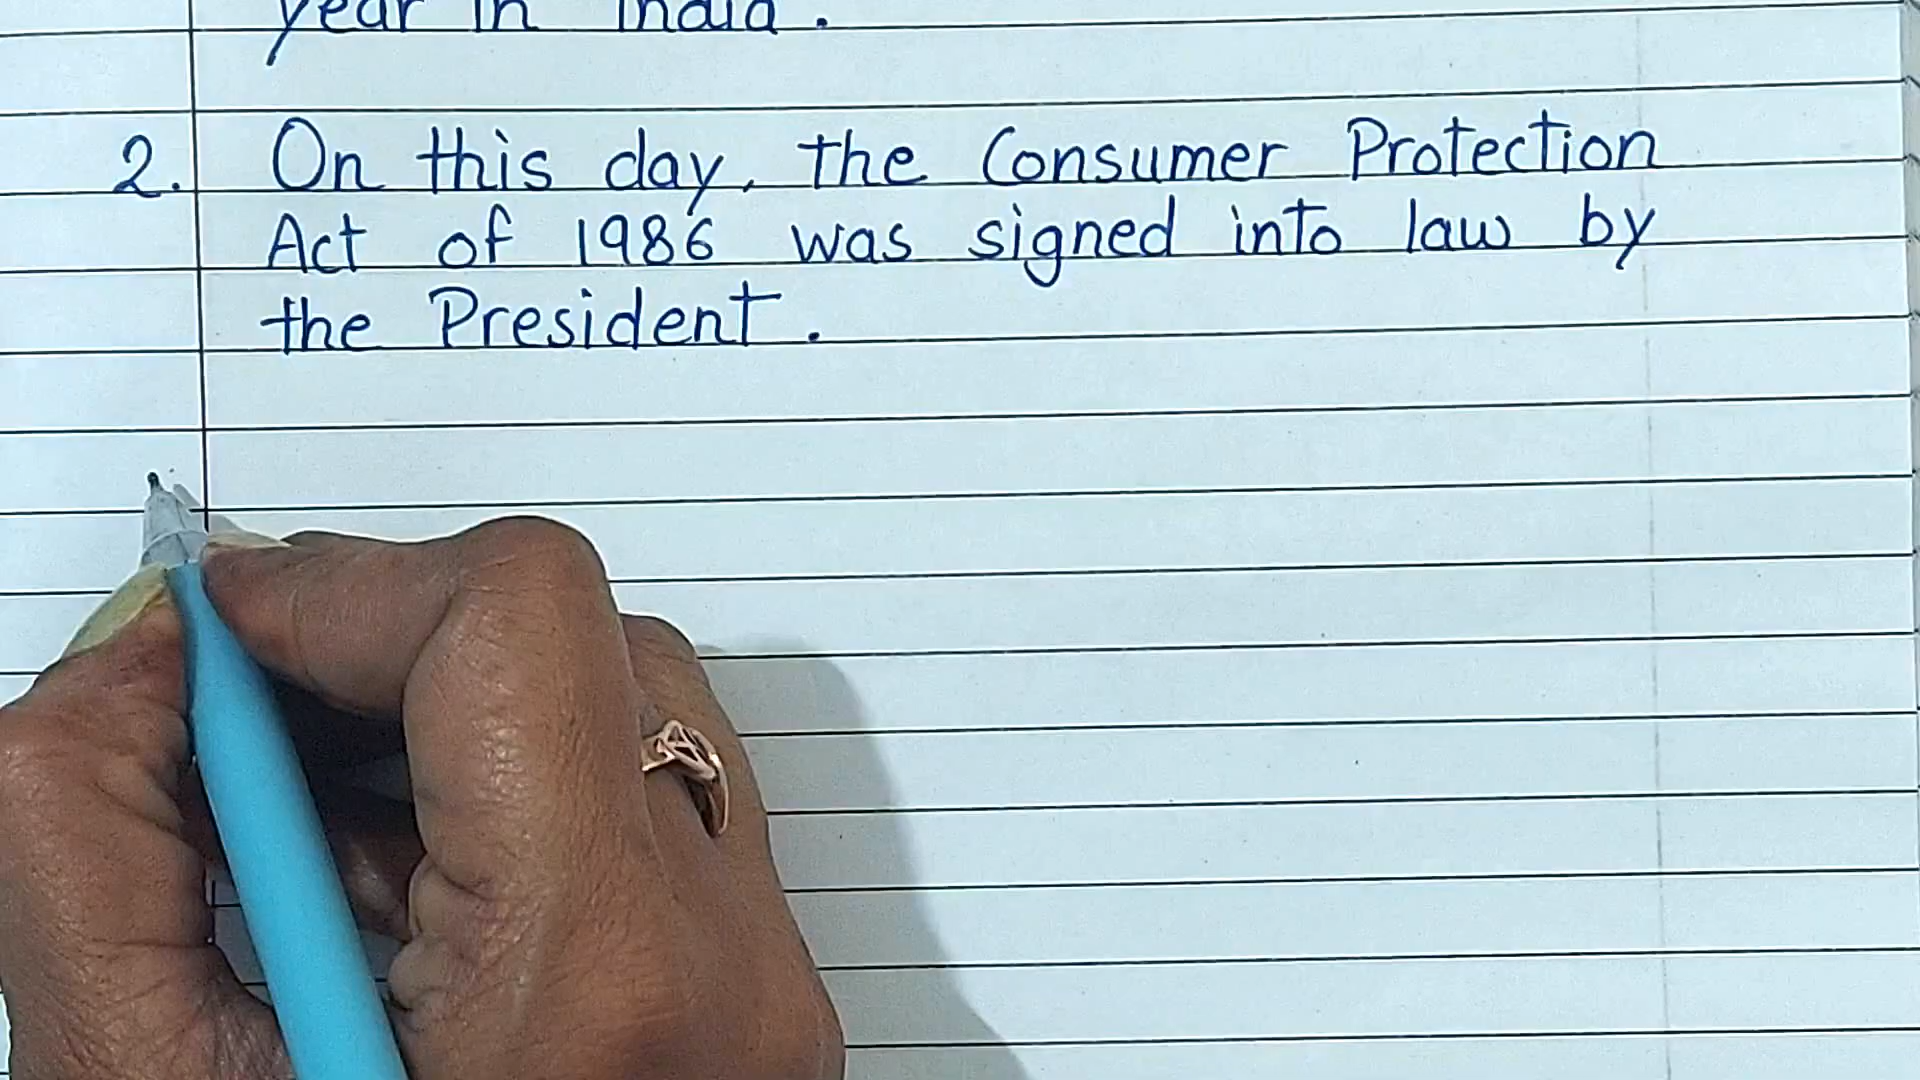 year in India.
2. On this day, the Consumer Protection
Act of 1986 was signed into law by
the President.